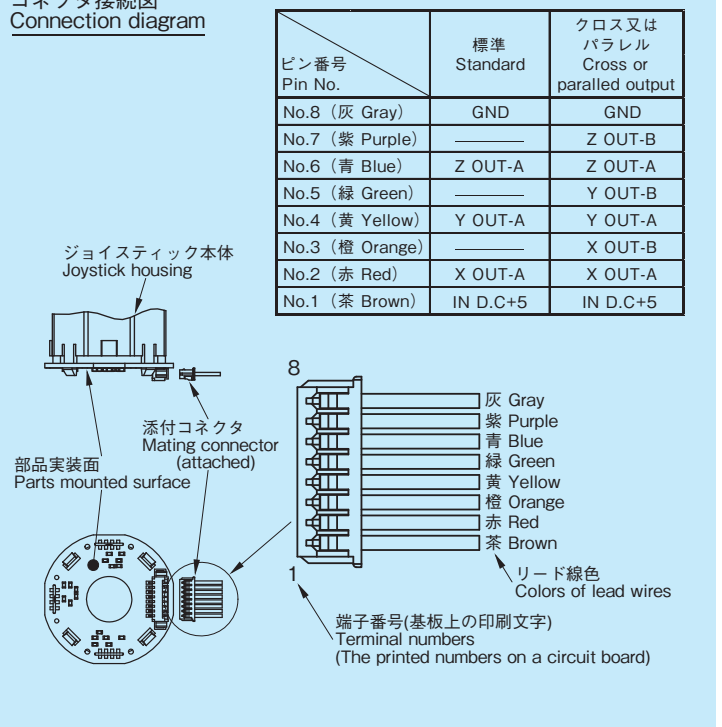 コネクタ接続図
Connection diagram
ピン番号
Pin No.
標準
Standard
クロス又は
パラレル
Cross or
paralled output
No.8（灰 Gray） GND GND
No.7（紫 Purple） ——— Z OUT-B
No.6（青 Blue） Z OUT-A Z OUT-A
No.5（緑 Green） ——— Y OUT-B
No.4（黄 Yellow） Y OUT-A Y OUT-A
No.3（橙 Orange） ——— X OUT-B
No.2（赤 Red） X OUT-A X OUT-A
No.1（茶 Brown） IN D.C+5 IN D.C+5
ジョイスティック本体
Joystick housing
添付コネクタ
Mating connector
(attached)
部品実装面
Parts mounted surface
8
灰 Gray
紫 Purple
青 Blue
緑 Green
黄 Yellow
橙 Orange
赤 Red
茶 Brown
1
リード線色
Colors of lead wires
端子番号(基板上の印刷文字)
Terminal numbers
(The printed numbers on a circuit board)